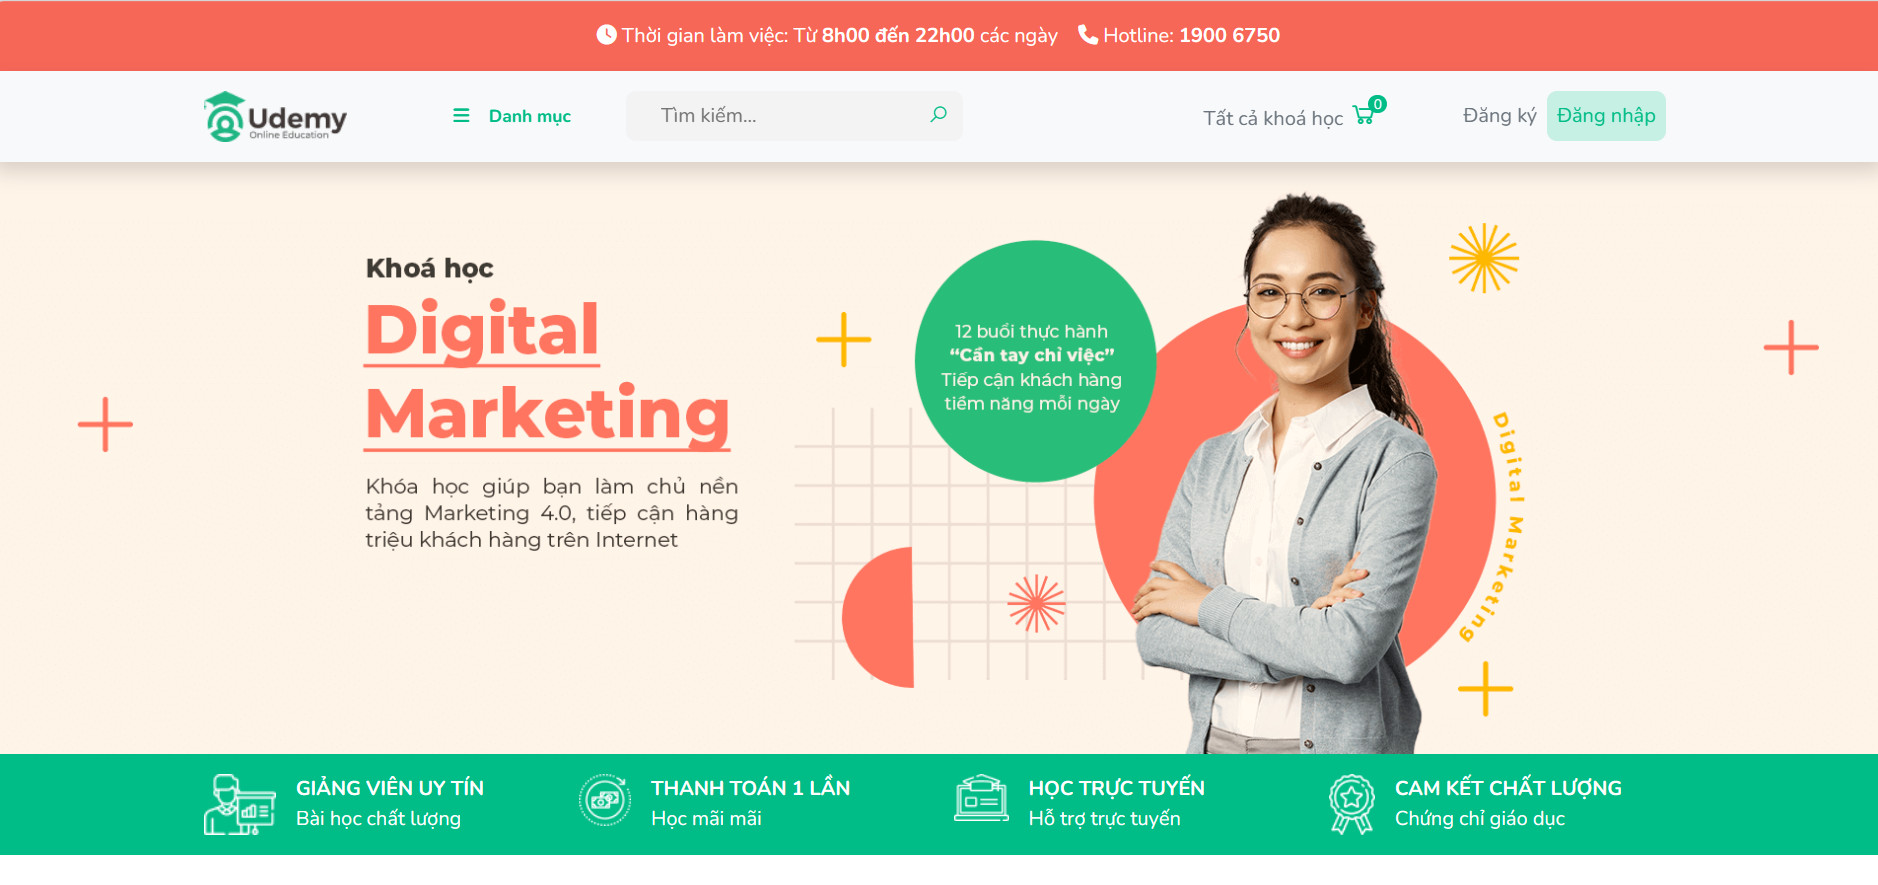 Thời gian làm việc: Từ 8h00 đến 22h00 các ngày Hotline: 1900 6750
Udemy
Online Education
Danh mục
Tìm kiếm...
Tất cả khoá học
0
Đăng ký
Đăng nhập
Khoá học
Digital
Marketing
Khóa học giúp bạn làm chủ nền
tảng Marketing 4.0, tiếp cận hàng
triệu khách hàng trên Internet
12 buổi thực hành
“Cần tay chỉ việc”
Tiếp cận khách hàng
tiềm năng mỗi ngày
Digital Marketing
GIẢNG VIÊN UY TÍN
Bài học chất lượng
THANH TOÁN 1 LẦN
Học mãi mãi
HỌC TRỰC TUYẾN
Hỗ trợ trực tuyến
CAM KẾT CHẤT LƯỢNG
Chứng chỉ giáo dục